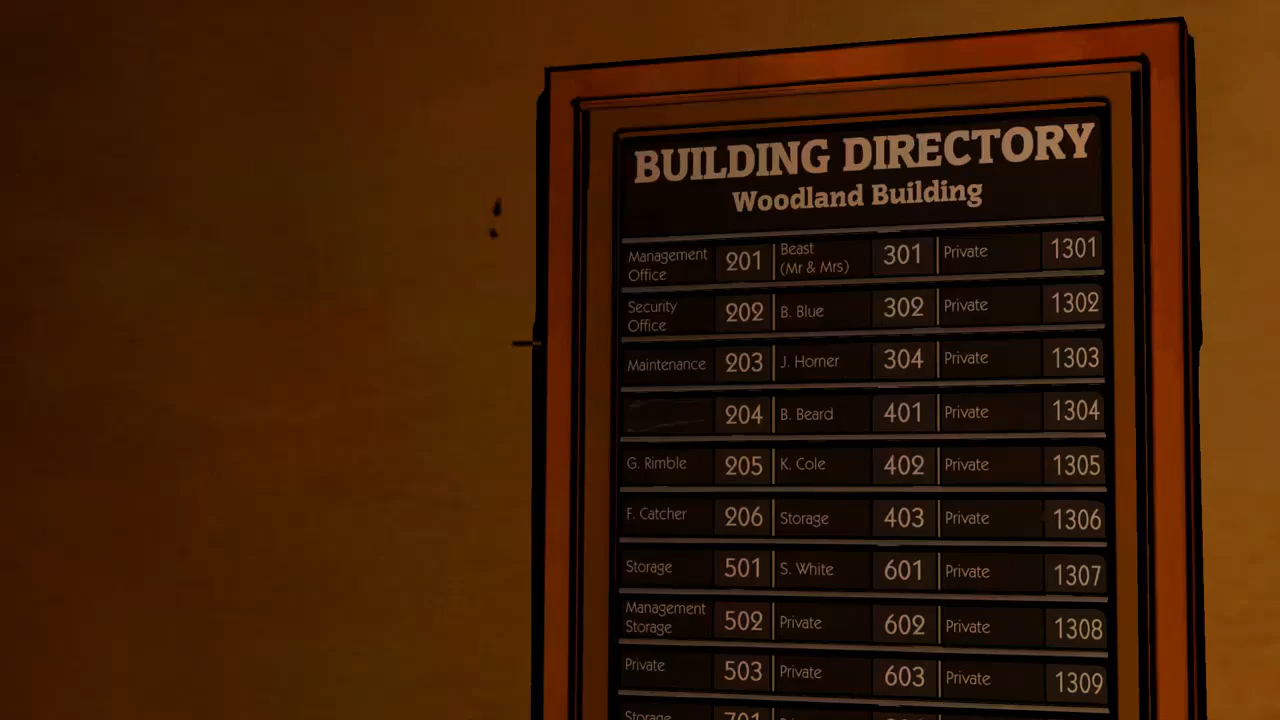 BUILDING DIRECTORY
Woodland Building
Management Office 201 Beast (Mr & Mrs) 301 Private 1301
Security Office 202 B. Blue 302 Private 1302
Maintenance 203 J. Horner 304 Private 1303
204 B. Beard 401 Private 1304
G. Rimble 205 K. Cole 402 Private 1305
F. Catcher 206 Storage 403 Private 1306
Storage 501 S. White 601 Private 1307
Management Storage 502 Private 602 Private 1308
Private 503 Private 603 Private 1309
Storage 701